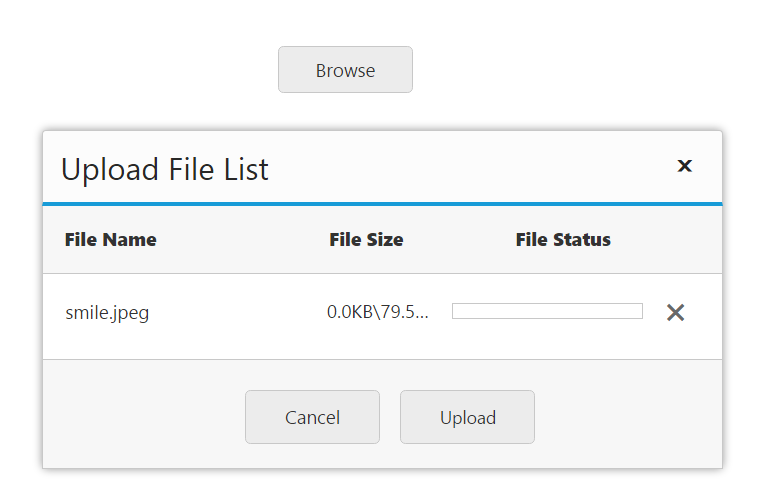 Browse
Upload File List
File Name File Size File Status
smile.jpeg 0.0KB\79.5...
Cancel Upload